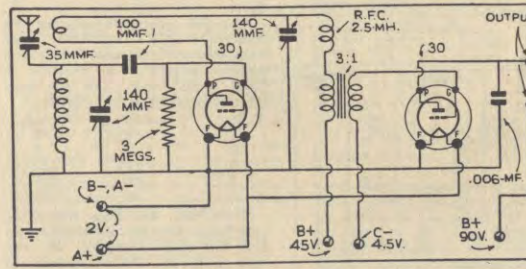 35 MMF.
100
MMF.
140
MMF
3
MEGS.
30
P
G
F
F
140
MMF.
R.F.C.
2.5-MH.
3:1
30
P
G
F
F
OUTPU
.006-MF.
B-, A-
2V.
A+
B+
45V.
C-
4.5V.
B+
90V.